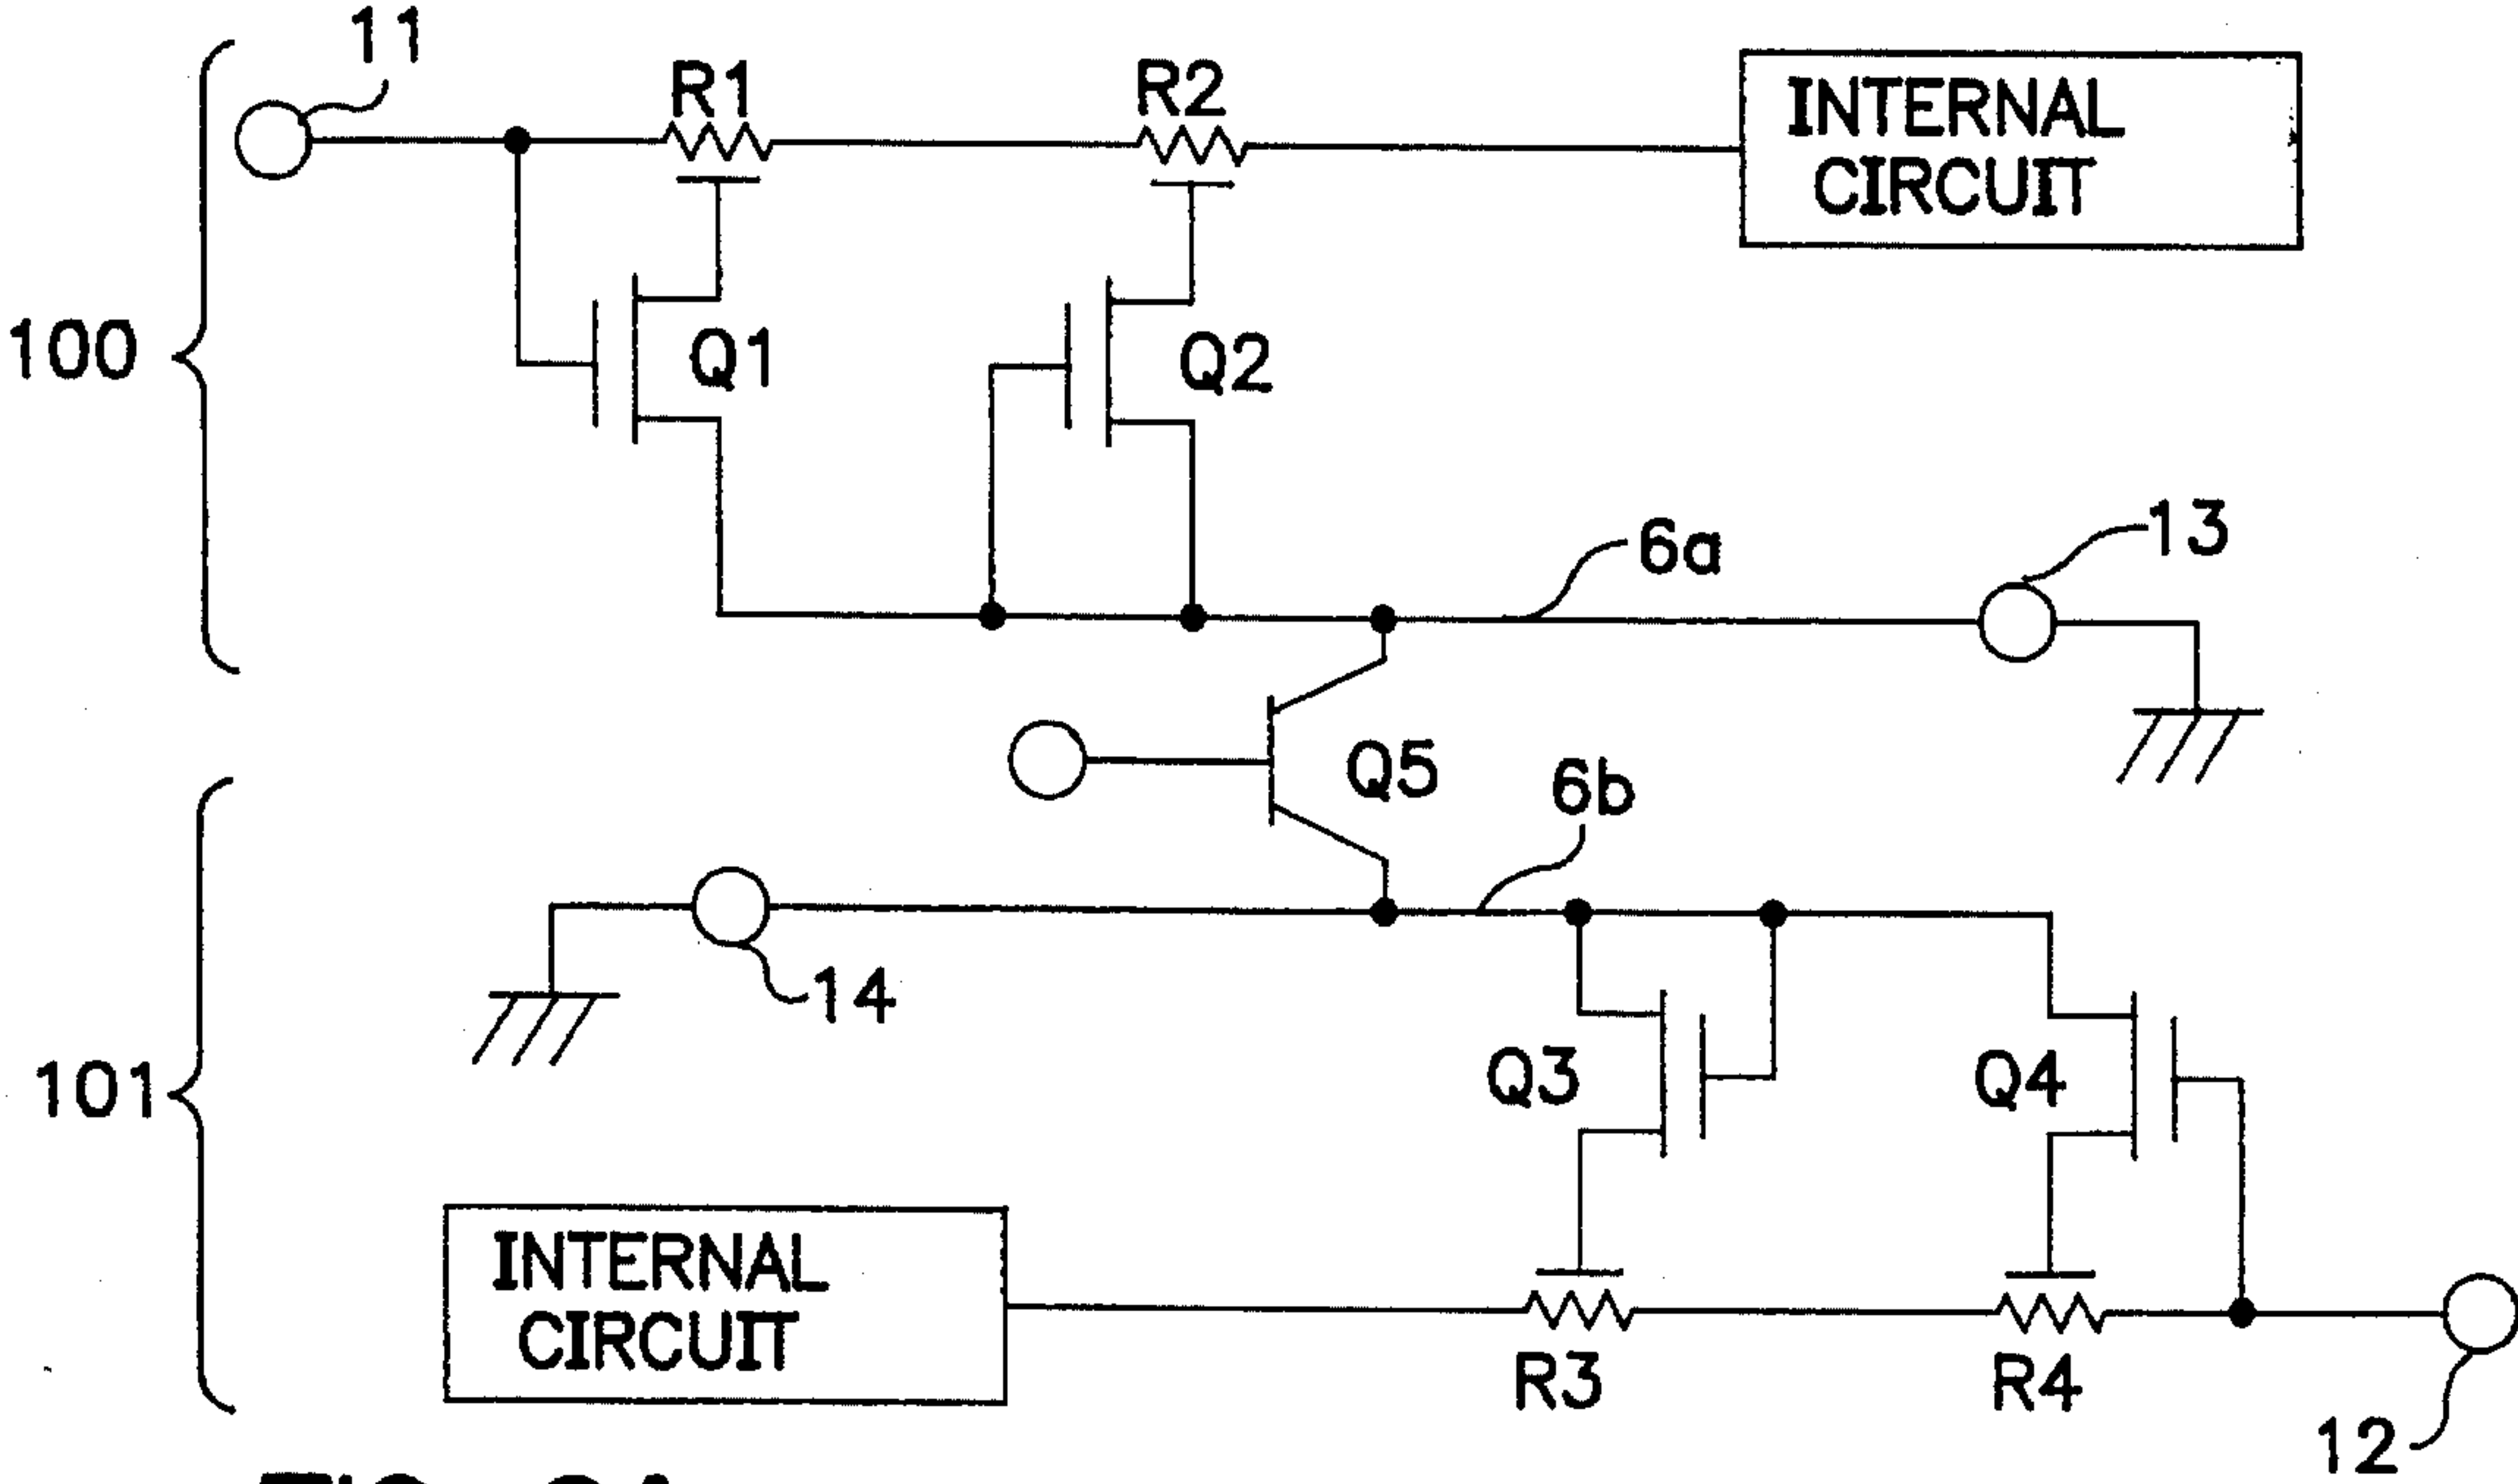 11
R1
R2
INTERNAL
CIRCUIT
100
Q1
Q2
6a
13
Q5
6b
14
101
Q3
Q4
INTERNAL
CIRCUIT
R3
R4
12